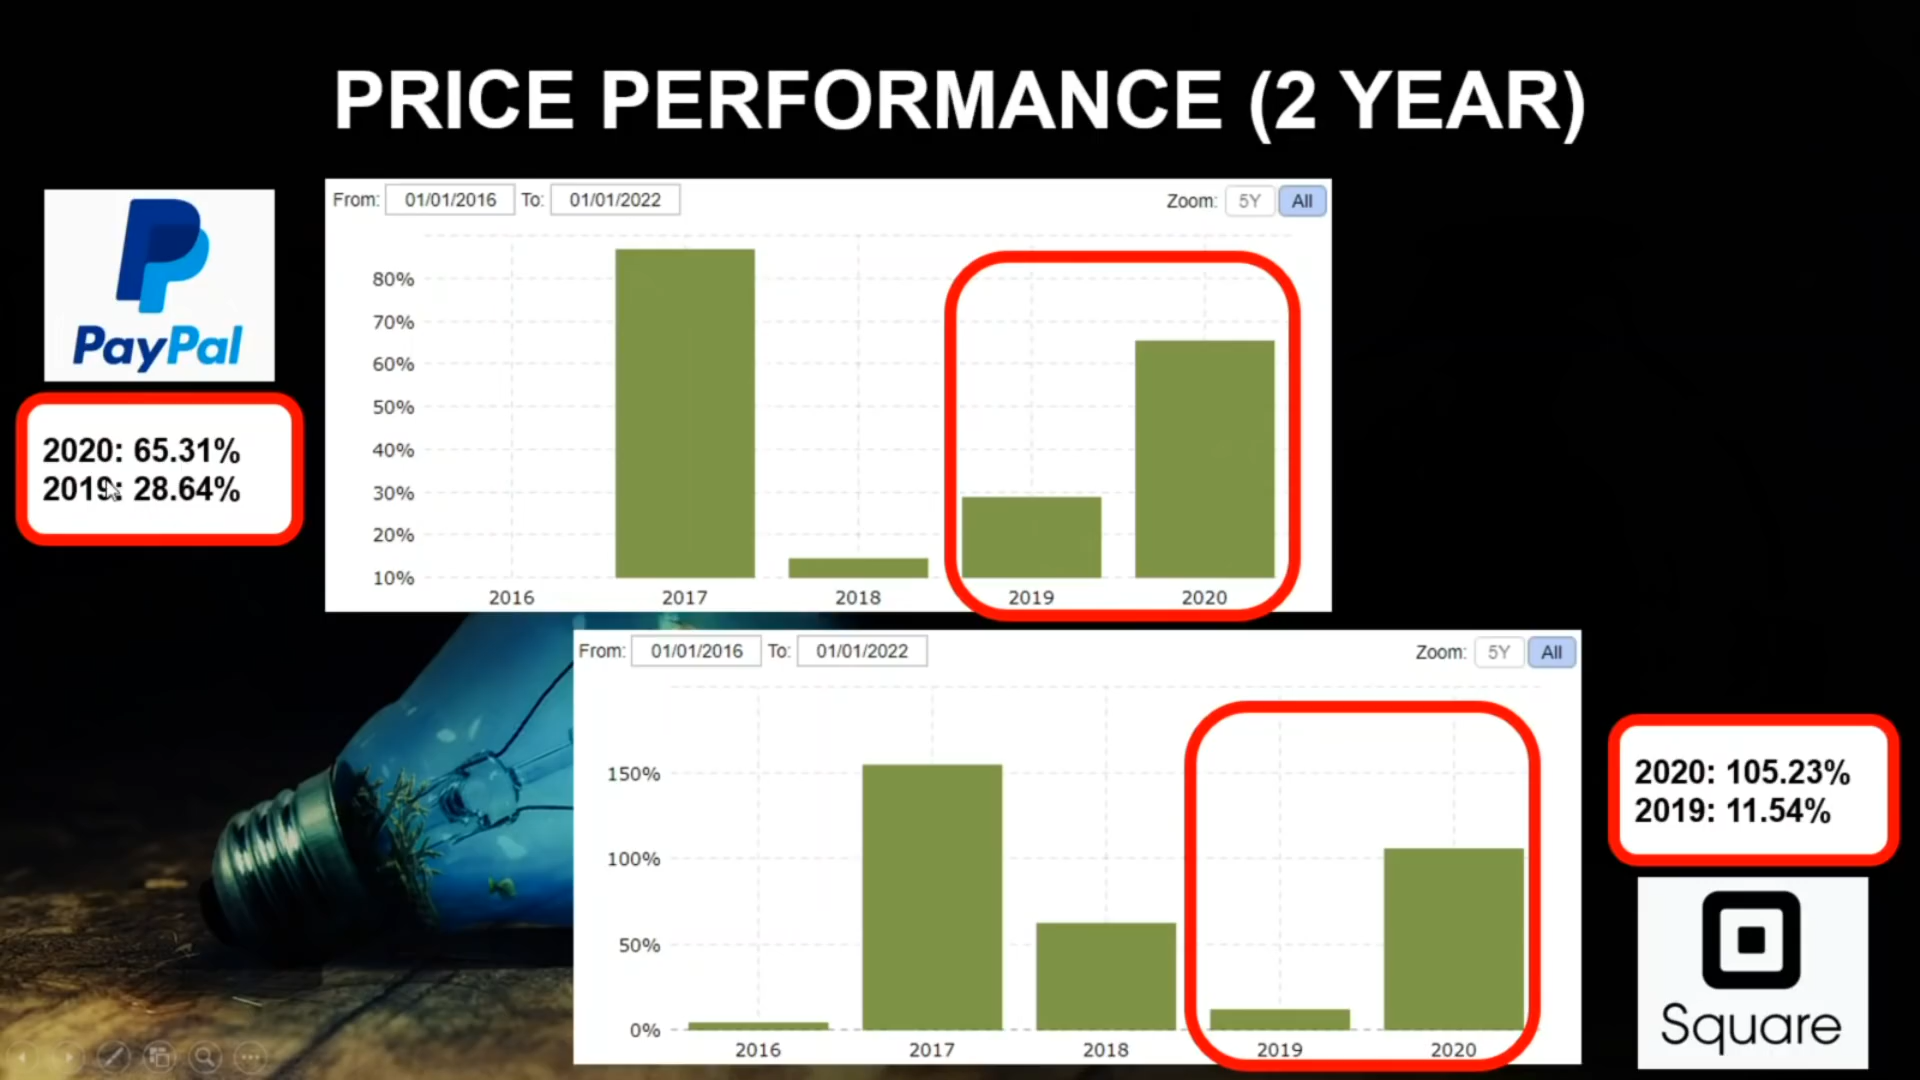 PRICE PERFORMANCE (2 YEAR)
PayPal
2020: 65.31%
2019: 28.64%
From: 01/01/2016 To: 01/01/2022 Zoom: 5Y All
80%
70%
60%
50%
40%
30%
20%
10%
2016 2017 2018 2019 2020
From: 01/01/2016 To: 01/01/2022 Zoom: 5Y All
150%
100%
50%
0%
2016 2017 2018 2019 2020
2020: 105.23%
2019: 11.54%
Square